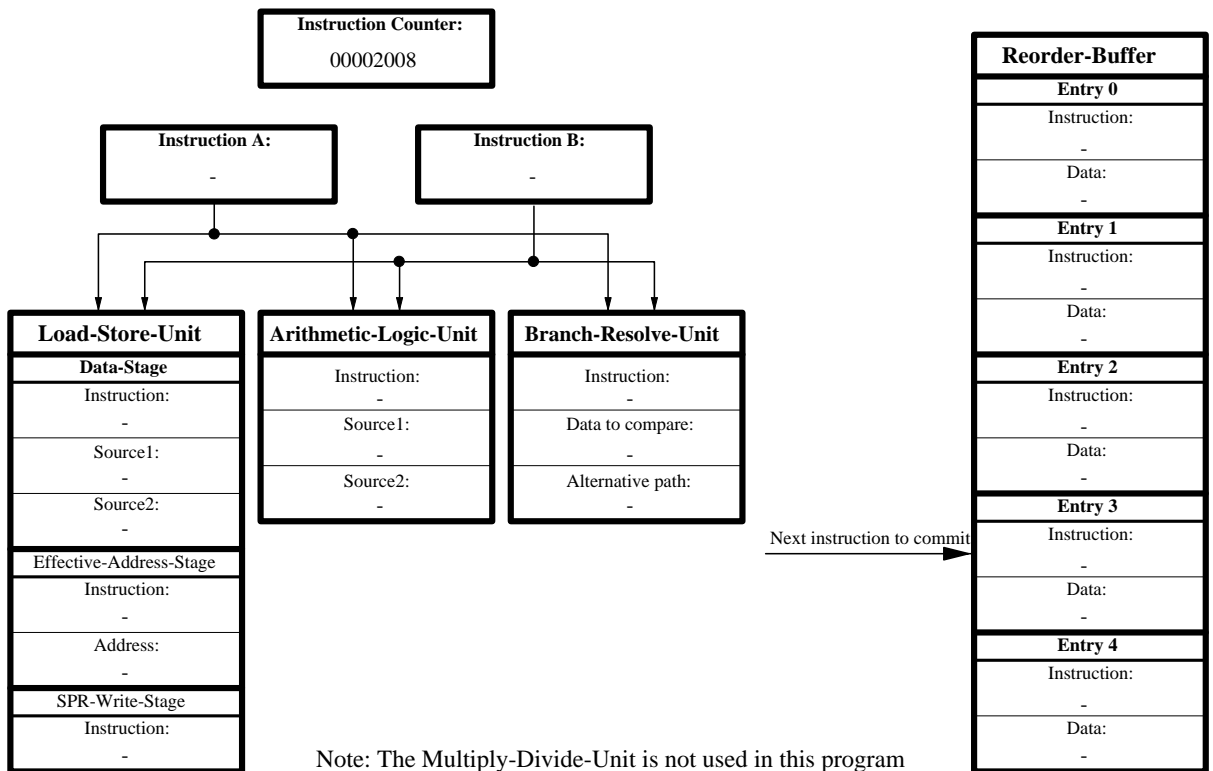 Instruction Counter:
00002008
Instruction A:
-
Instruction B:
-
Load-Store-Unit
Data-Stage
Instruction:
-
Source1:
-
Source2:
-
Effective-Address-Stage
Instruction:
-
Address:
-
SPR-Write-Stage
Instruction:
-
Arithmetic-Logic-Unit
Instruction:
-
Source1:
-
Source2:
-
Branch-Resolve-Unit
Instruction:
-
Data to compare:
-
Alternative path:
-
Next instruction to commit
Reorder-Buffer
Entry 0
Instruction:
-
Data:
-
Entry 1
Instruction:
-
Data:
-
Entry 2
Instruction:
-
Data:
-
Entry 3
Instruction:
-
Data:
-
Entry 4
Instruction:
-
Data:
-
Note: The Multiply-Divide-Unit is not used in this program